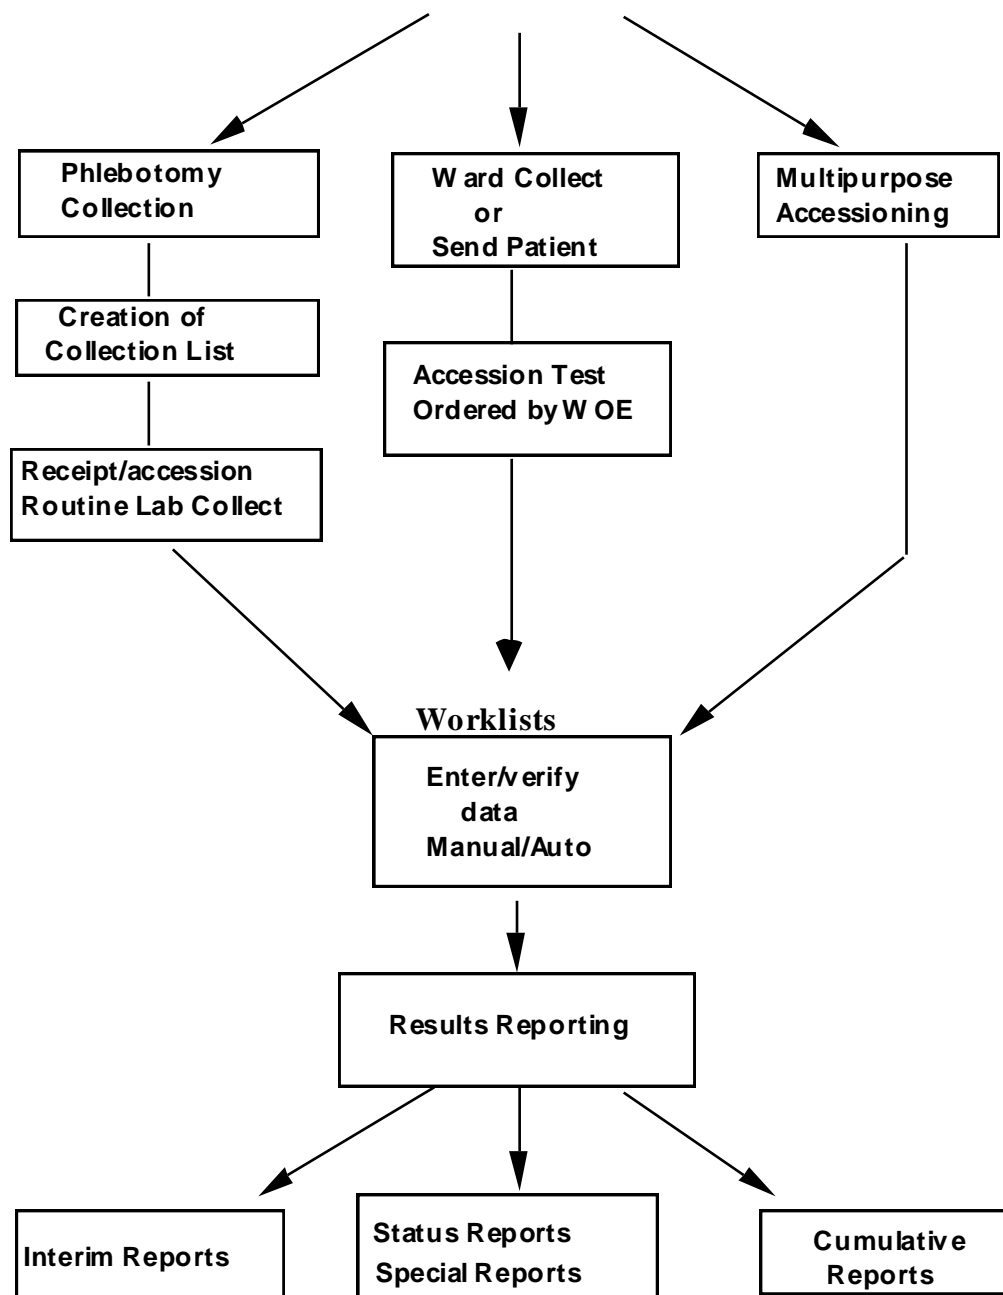 Phlebotomy
Collection
Ward Collect
or
Send Patient
Multipurpose
Accessioning
Creation of
Collection List
Accession Test
Ordered by WOE
Receipt/accession
Routine Lab Collect
Worklists
Enter/verify
data
Manual/Auto
Results Reporting
Interim Reports
Status Reports
Special Reports
Cumulative
Reports